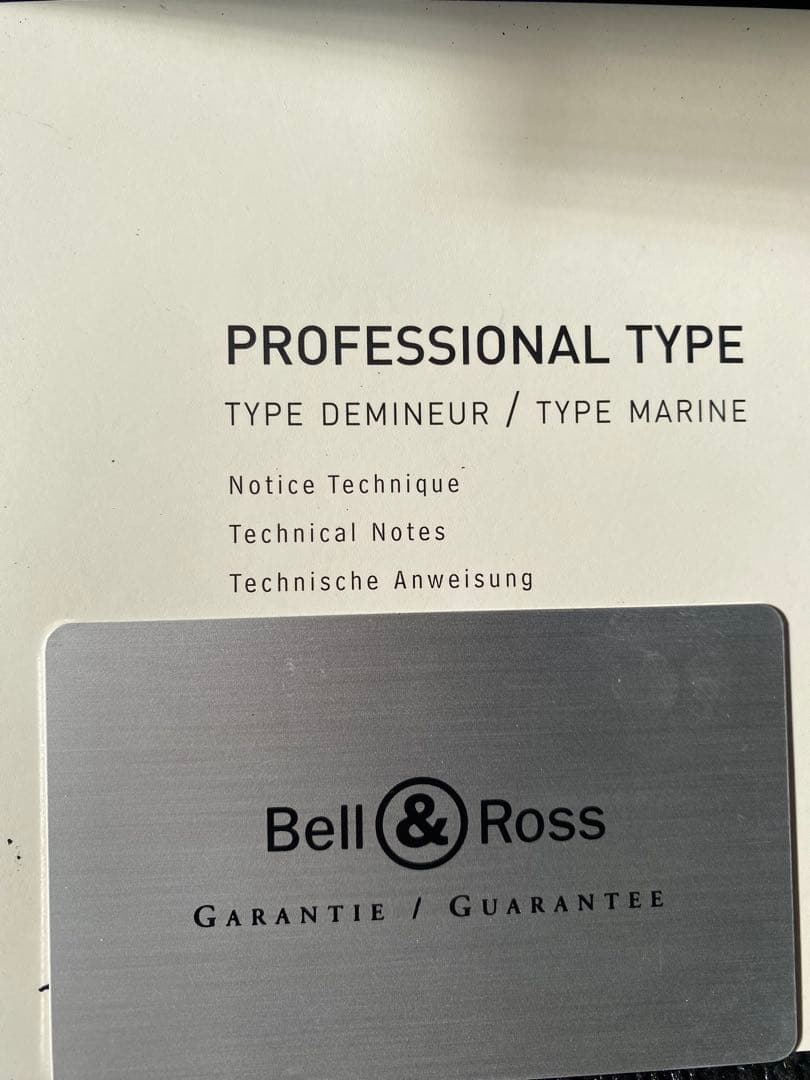 PROFESSIONAL TYPE
TYPE DEMINEUR / TYPE MARINE
Notice Technique
Technical Notes
Technische Anweisung
Bell & Ross
GARANTIE / GUARANTEE